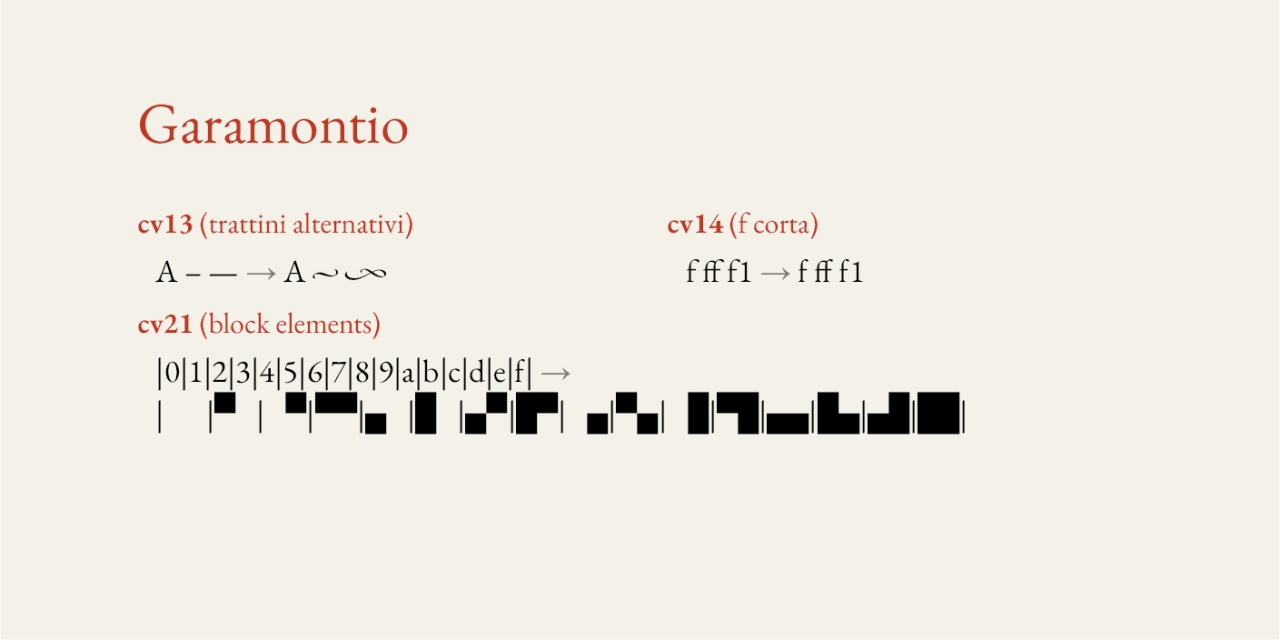 Garamontio
cv13 (trattini alternativi)
A – — → A ~ ∽
cv14 (f corta)
f ff f1 → f ff f1
cv21 (block elements)
|0|1|2|3|4|5|6|7|8|9|a|b|c|d|e|f| →
|  |▘ | ▝|▀|▖ |▌ |▞|▛| ▗|▚| ▐|▜|▄|▙|▟|█|